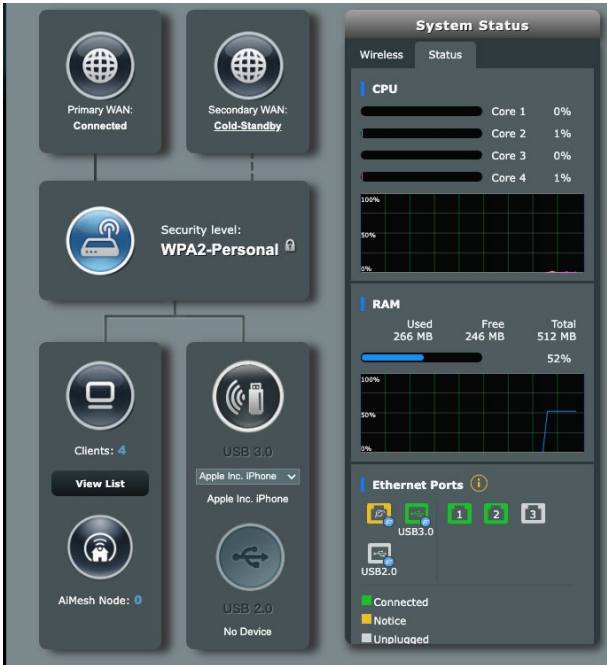 Primary WAN:
Connected
Secondary WAN:
Cold-Standby
Security level:
WPA2-Personal
Clients: 4
View List
AiMesh Node: 0
USB 3.0
Apple Inc. iPhone
Apple Inc. iPhone
USB 2.0
No Device
System Status
Wireless Status
CPU
Core 1 0%
Core 2 1%
Core 3 0%
Core 4 1%
100%
50%
0%
RAM
Used Free Total
266 MB 246 MB 512 MB
52%
100%
50%
0%
Ethernet Ports
1 2 3
USB3.0
USB2.0
Connected
Notice
Unplugged